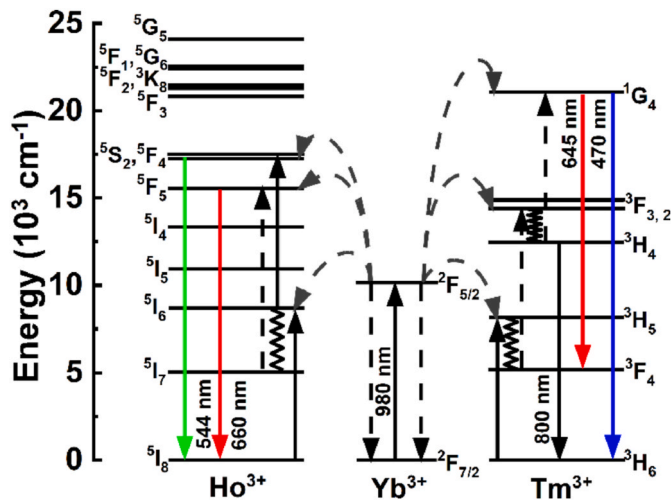 Energy (10³ cm⁻¹)
25
20
15
10
5
0
⁵G₅
⁵F₁,⁵G₆
⁵F₂,³K₈
⁵F₃
⁵S₂,⁵F₄
⁵F₅
⁵I₄
⁵I₅
⁵I₆
⁵I₇
⁵I₈
544 nm
660 nm
Ho³⁺
²F₅/₂
980 nm
²F₇/₂
Yb³⁺
¹G₄
645 nm
470 nm
³F₃,₂
³H₄
³H₅
³F₄
800 nm
³H₆
Tm³⁺